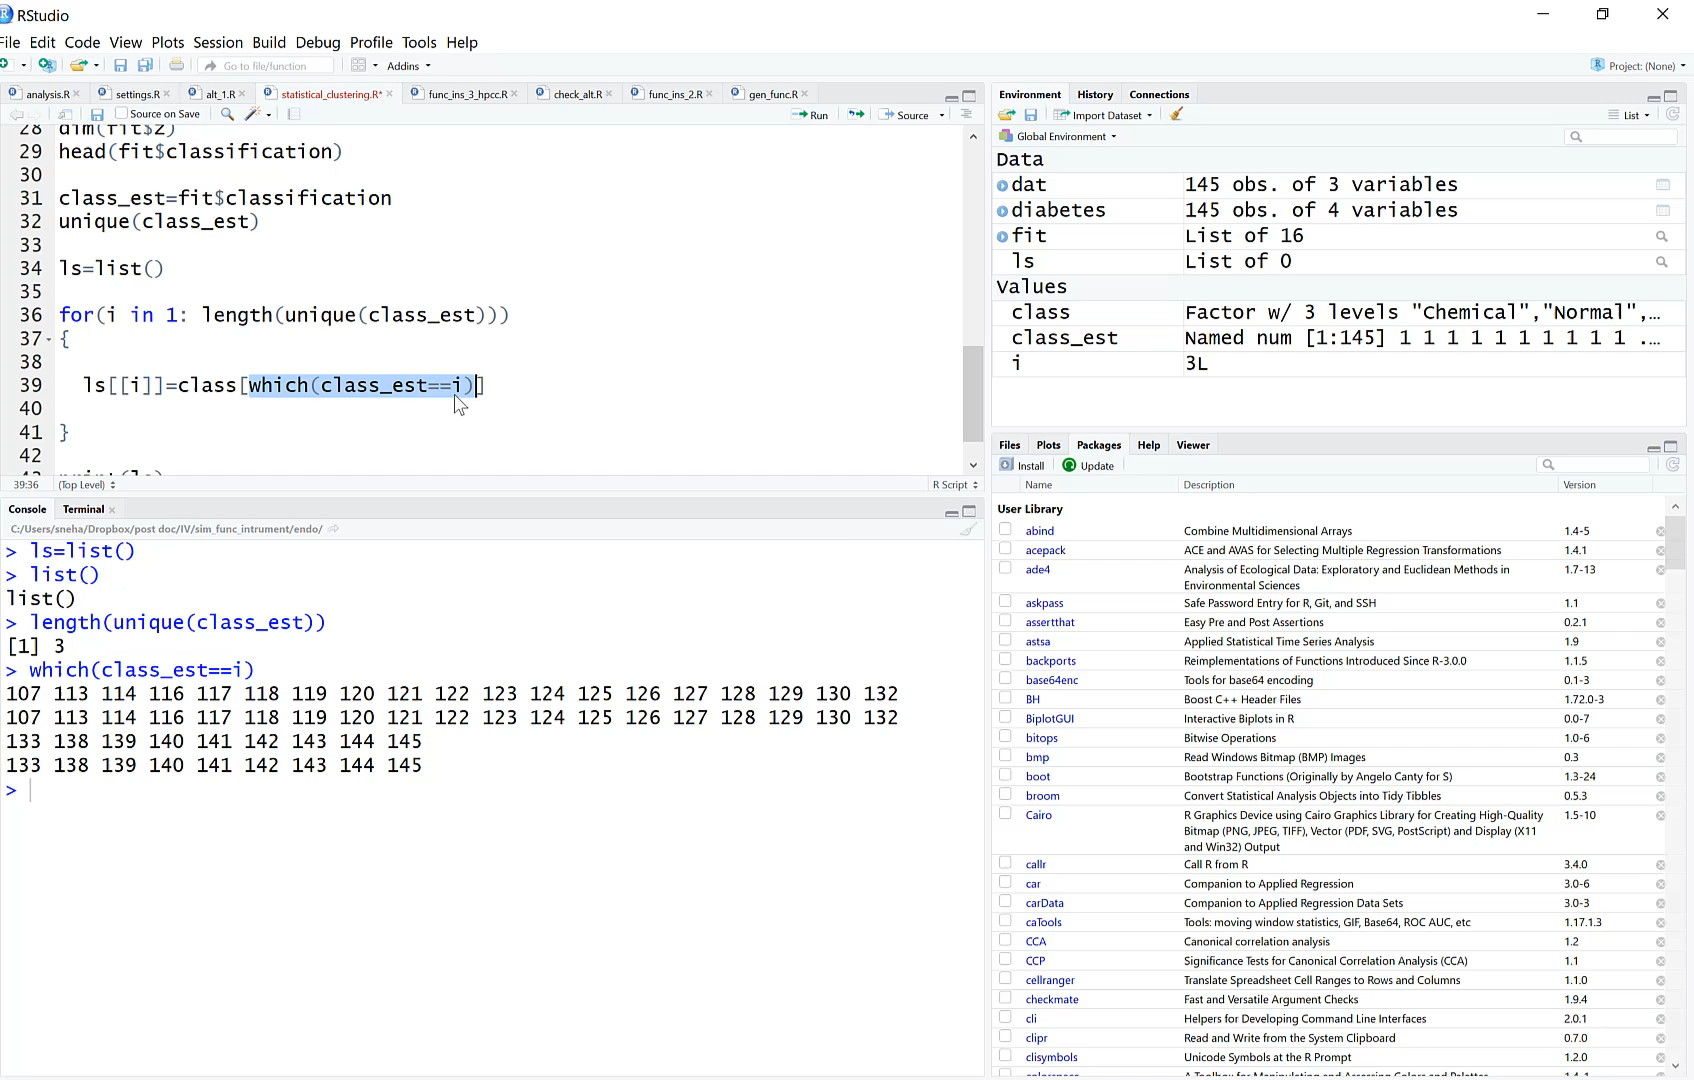 RStudio
File Edit Code View Plots Session Build Debug Profile Tools Help
Go to file/function
Addins
Project: (None)
analysis.R
settings.R
alt_1.R
statistical_clustering.R*
func_ins_3_hpcc.R
check_alt.R
func_ins_2.R
gen_func.R
Source on Save
Run
Source
28 dim(fit$z)
29 head(fit$classification)
30
31 class_est=fit$classification
32 unique(class_est)
33
34 ls=list()
35
36 for(i in 1: length(unique(class_est)))
37 {
38
39 ls[[i]]=class[which(class_est==i)]
40
41 }
42
43 print(ls)
39:36 (Top Level) R Script
Console Terminal
C:/Users/sneha/Dropbox/post doc/IV/sim_func_intrument/endo/
> ls=list()
> list()
list()
> length(unique(class_est))
[1] 3
> which(class_est==i)
107 113 114 116 117 118 119 120 121 122 123 124 125 126 127 128 129 130 132
107 113 114 116 117 118 119 120 121 122 123 124 125 126 127 128 129 130 132
133 138 139 140 141 142 143 144 145
133 138 139 140 141 142 143 144 145
>
Environment History Connections
Import Dataset
List
Global Environment
Data
dat 145 obs. of 3 variables
diabetes 145 obs. of 4 variables
fit List of 16
ls List of 0
Values
class Factor w/ 3 levels "Chemical","Normal",…
class_est Named num [1:145] 1 1 1 1 1 1 1 1 1 1 .…
i 3L
Files Plots Packages Help Viewer
Install Update
Name Description Version
User Library
abind Combine Multidimensional Arrays 1.4-5
acepack ACE and AVAS for Selecting Multiple Regression Transformations 1.4.1
ade4 Analysis of Ecological Data: Exploratory and Euclidean Methods in 1.7-13
Environmental Sciences
askpass Safe Password Entry for R, Git, and SSH 1.1
assertthat Easy Pre and Post Assertions 0.2.1
astsa Applied Statistical Time Series Analysis 1.9
backports Reimplementations of Functions Introduced Since R-3.0.0 1.1.5
base64enc Tools for base64 encoding 0.1-3
BH Boost C++ Header Files 1.72.0-3
BiplotGUI Interactive Biplots in R 0.0-7
bitops Bitwise Operations 1.0-6
bmp Read Windows Bitmap (BMP) Images 0.3
boot Bootstrap Functions (Originally by Angelo Canty for S) 1.3-24
broom Convert Statistical Analysis Objects into Tidy Tibbles 0.5.3
Cairo R Graphics Device using Cairo Graphics Library for Creating High-Quality 1.5-10
Bitmap (PNG, JPEG, TIFF), Vector (PDF, SVG, PostScript) and Display (X11
and Win32) Output
callr Call R from R 3.4.0
car Companion to Applied Regression 3.0-6
carData Companion to Applied Regression Data Sets 3.0-3
caTools Tools: moving window statistics, GIF, Base64, ROC AUC, etc 1.17.1.3
CCA Canonical correlation analysis 1.2
CCP Significance Tests for Canonical Correlation Analysis (CCA) 1.1
cellranger Translate Spreadsheet Cell Ranges to Rows and Columns 1.1.0
checkmate Fast and Versatile Argument Checks 1.9.4
cli Helpers for Developing Command Line Interfaces 2.0.1
clipr Read and Write from the System Clipboard 0.7.0
clisymbols Unicode Symbols at the R Prompt 1.2.0
colorspace A Toolbox for Manipulating and Assessing Colors and Palettes 1.4-1